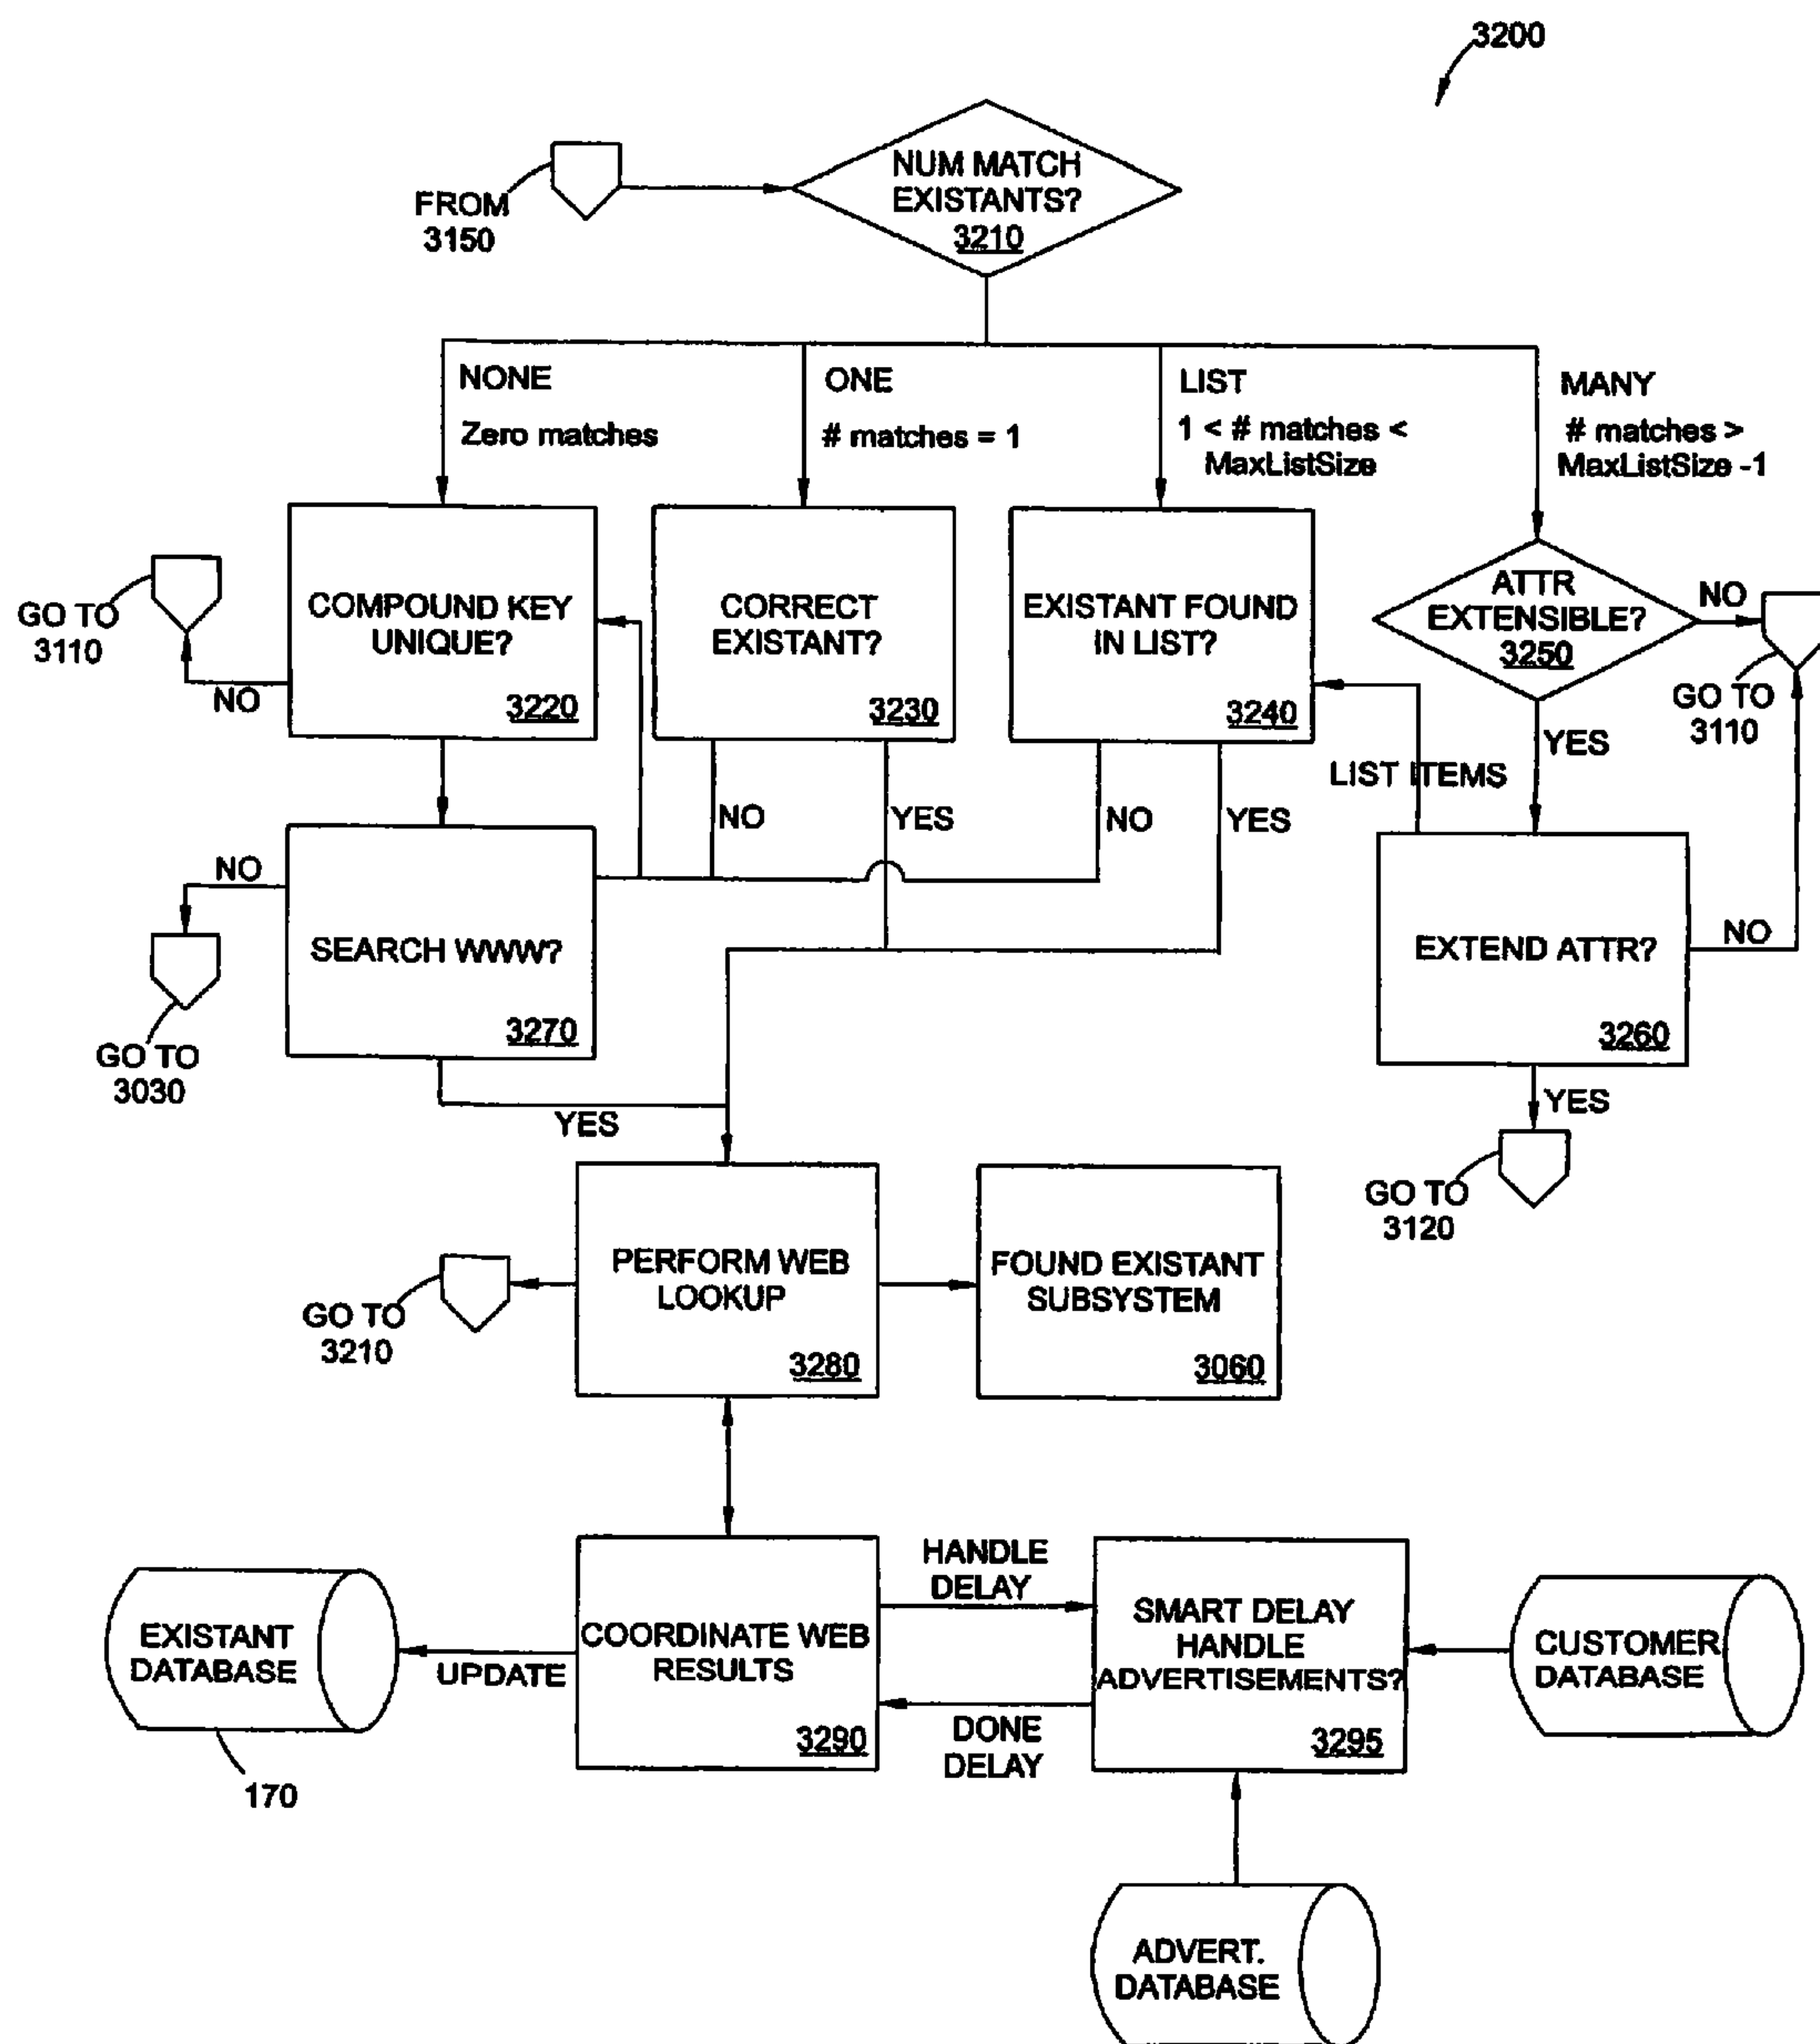 3200
FROM
3150
NUM MATCH
EXISTANTS?
3210
NONE
Zero matches
ONE
# matches = 1
LIST
1 < # matches <
MaxListSize
MANY
# matches >
MaxListSize -1
GO TO
3110
NO
COMPOUND KEY
UNIQUE?
3220
CORRECT
EXISTANT?
3230
EXISTANT FOUND
IN LIST?
3240
ATTR
EXTENSIBLE?
3250
NO
GO TO
3110
YES
LIST ITEMS
NO
YES
NO
YES
NO
GO TO
3030
SEARCH WWW?
3270
YES
EXTEND ATTR?
3260
NO
YES
GO TO
3120
GO TO
3210
PERFORM WEB
LOOKUP
3280
FOUND EXISTANT
SUBSYSTEM
3060
EXISTANT
DATABASE
170
UPDATE
COORDINATE WEB
RESULTS
3290
HANDLE
DELAY
DONE
DELAY
SMART DELAY
HANDLE
ADVERTISEMENTS?
3295
CUSTOMER
DATABASE
ADVERT.
DATABASE